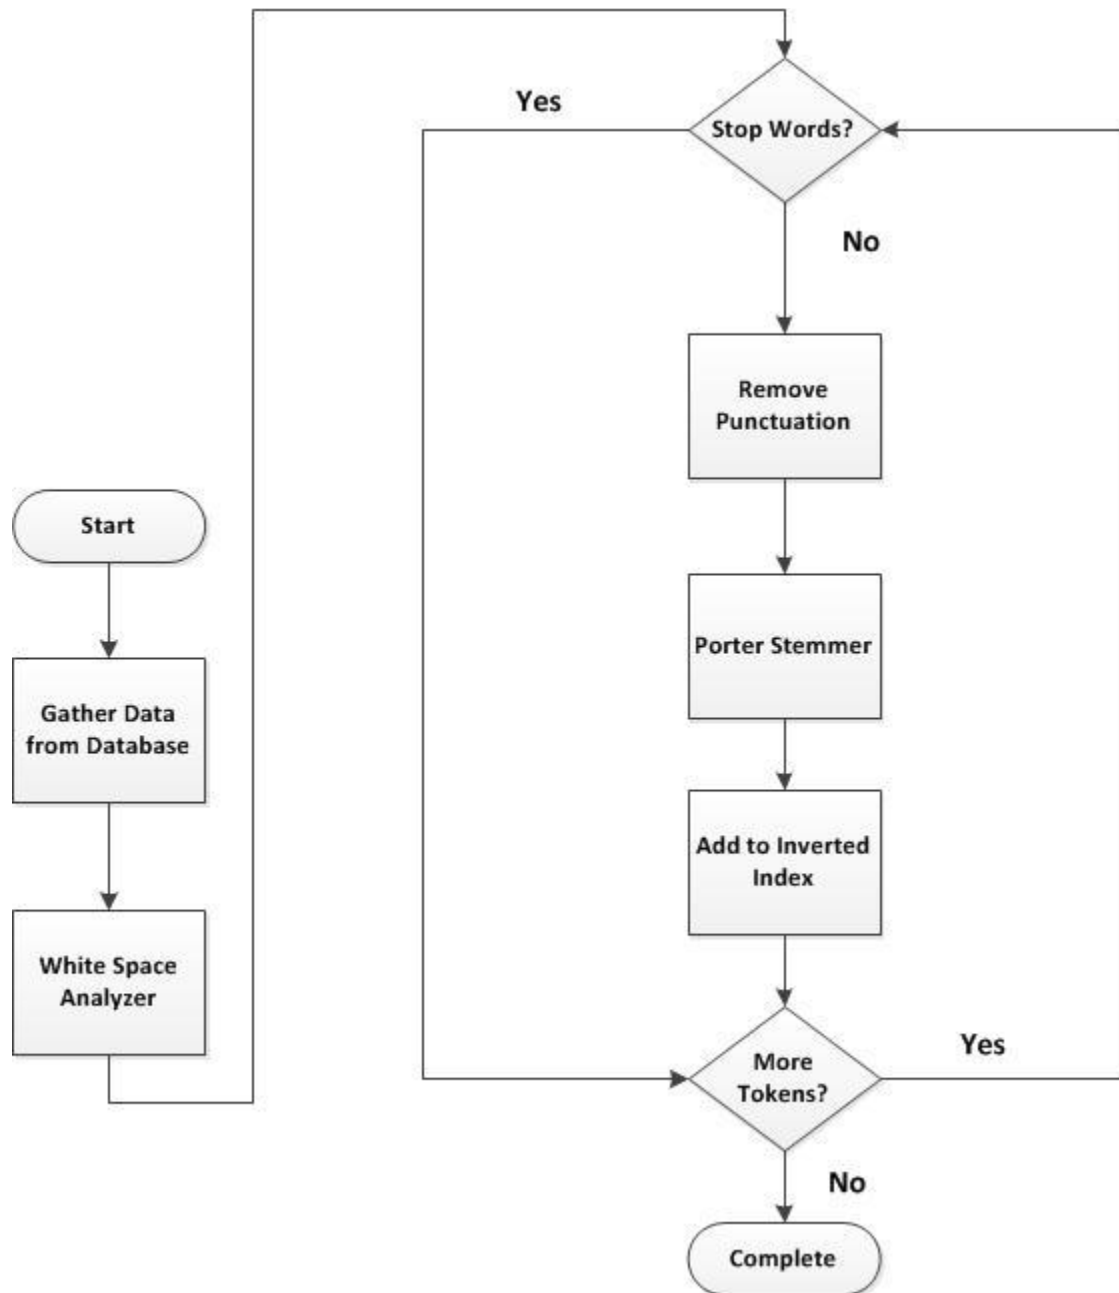 Start
Gather Data
from Database
White Space
Analyzer
Stop Words?
Yes
No
Remove
Punctuation
Porter Stemmer
Add to Inverted
Index
More
Tokens?
Yes
No
Complete